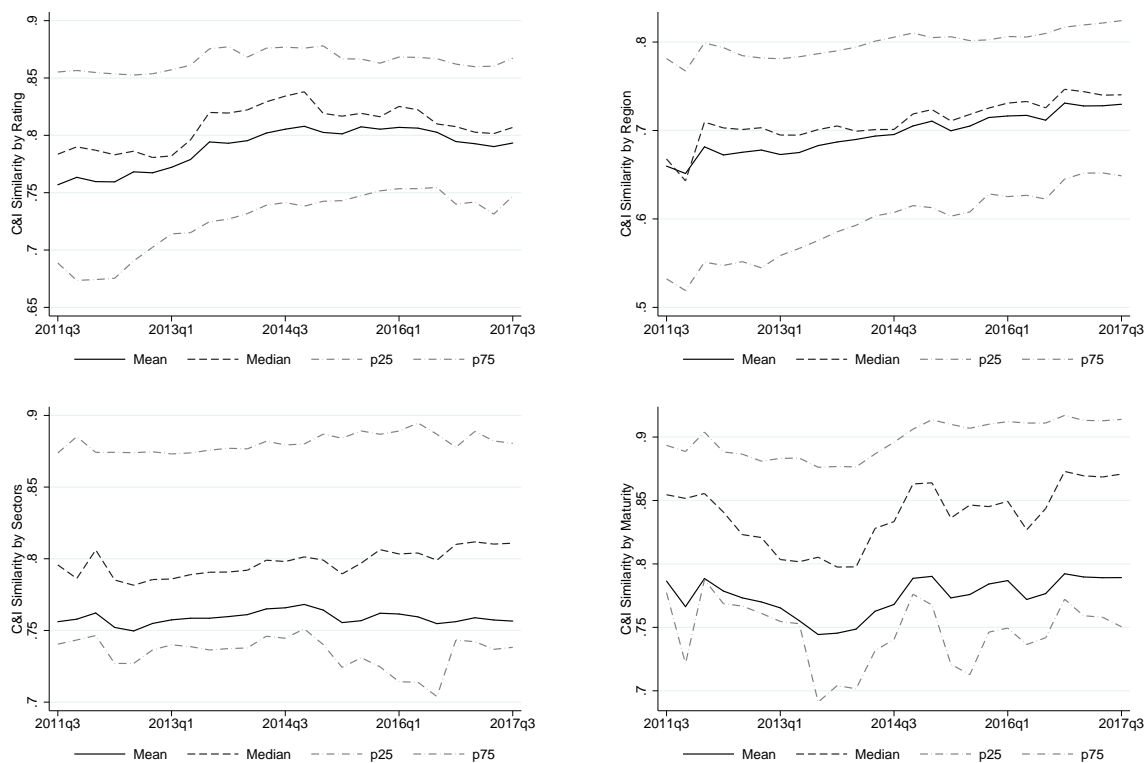 C&I Similarity by Rating
.9
.85
.8
.75
.7
.65
2011q3 2013q1 2014q3 2016q1 2017q3
Mean Median p25 p75
C&I Similarity by Region
.8
.7
.6
.5
2011q3 2013q1 2014q3 2016q1 2017q3
Mean Median p25 p75
C&I Similarity by Sectors
.9
.85
.8
.75
.7
2011q3 2013q1 2014q3 2016q1 2017q3
Mean Median p25 p75
C&I Similarity by Maturity
.9
.85
.8
.75
.7
2011q3 2013q1 2014q3 2016q1 2017q3
Mean Median p25 p75